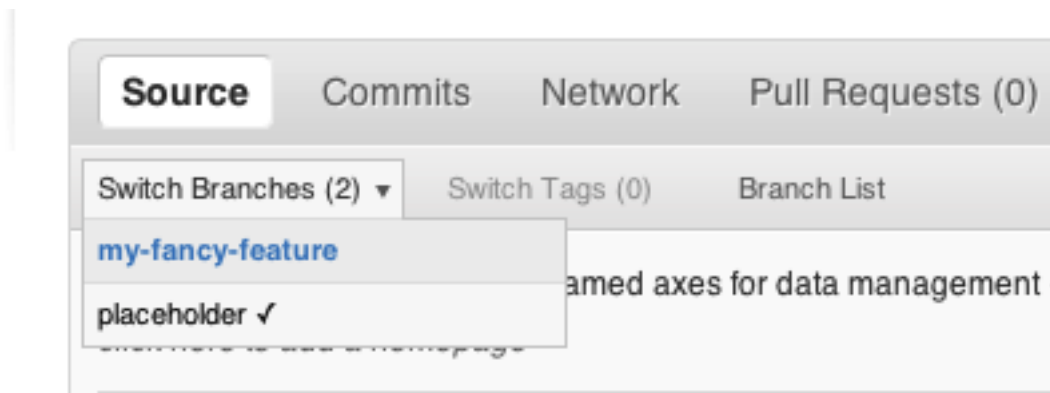 Source Commits Network Pull Requests (0)
Switch Branches (2) ▾ Switch Tags (0) Branch List
my-fancy-feature
amed axes for data management
placeholder ✓